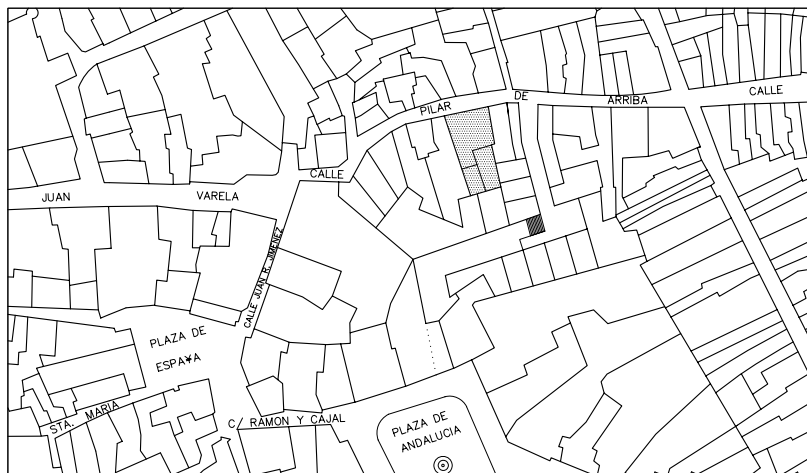 CALLE PILAR DE ARRIBA CALLE
JUAN VARELA
CALLE JUAN R. JIMENEZ
PLAZA DE
ESPA¥A
STA. MARIA
C/ RAMON Y CAJAL
PLAZA DE
ANDALUCIA